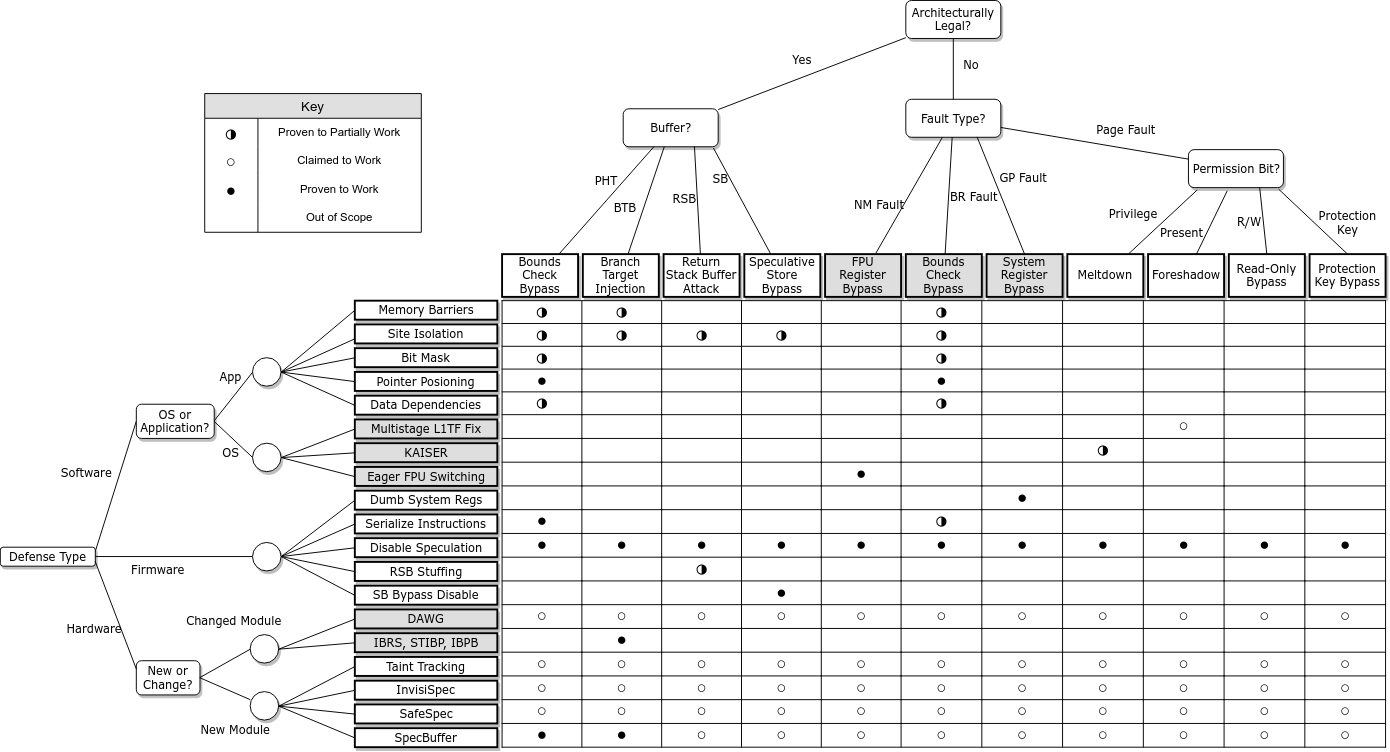 Architecturally
Legal?
Yes
No
Key
Proven to Partially Work
Claimed to Work
Proven to Work
Out of Scope
Buffer?
Fault Type?
Page Fault
Permission Bit?
PHT
BTB
RSB
SB
NM Fault
BR Fault
GP Fault
Privilege
Present
R/W
Protection
Key
Bounds
Check
Bypass
Branch
Target
Injection
Return
Stack Buffer
Attack
Speculative
Store
Bypass
FPU
Register
Bypass
Bounds
Check
Bypass
System
Register
Bypass
Meltdown
Foreshadow
Read-Only
Bypass
Protection
Key Bypass
Defense Type
Software
Firmware
Hardware
OS or
Application?
App
OS
New or
Change?
Changed Module
New Module
Memory Barriers
Site Isolation
Bit Mask
Pointer Posioning
Data Dependencies
Multistage L1TF Fix
KAISER
Eager FPU Switching
Dumb System Regs
Serialize Instructions
Disable Speculation
RSB Stuffing
SB Bypass Disable
DAWG
IBRS, STIBP, IBPB
Taint Tracking
InvisiSpec
SafeSpec
SpecBuffer